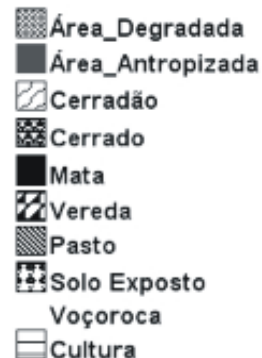 Área_Degradada
Área_Antropizada
Cerradão
Cerrado
Mata
Vereda
Pasto
Solo Exposto
Voçoroca
Cultura